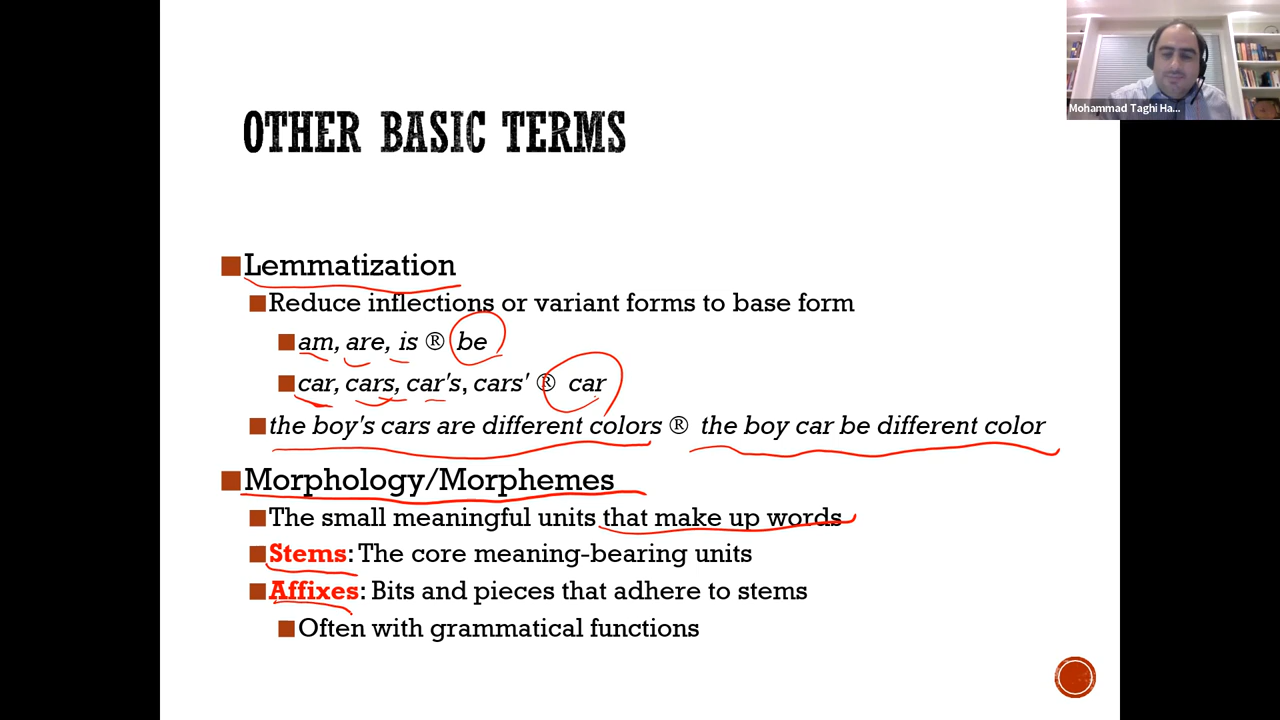 Mohammad Taghi Ha...
OTHER BASIC TERMS
Lemmatization
Reduce inflections or variant forms to base form
am, are, is ® be
car, cars, car's, cars' ® car
the boy's cars are different colors ® the boy car be different color
Morphology/Morphemes
The small meaningful units that make up words
Stems: The core meaning-bearing units
Affixes: Bits and pieces that adhere to stems
Often with grammatical functions